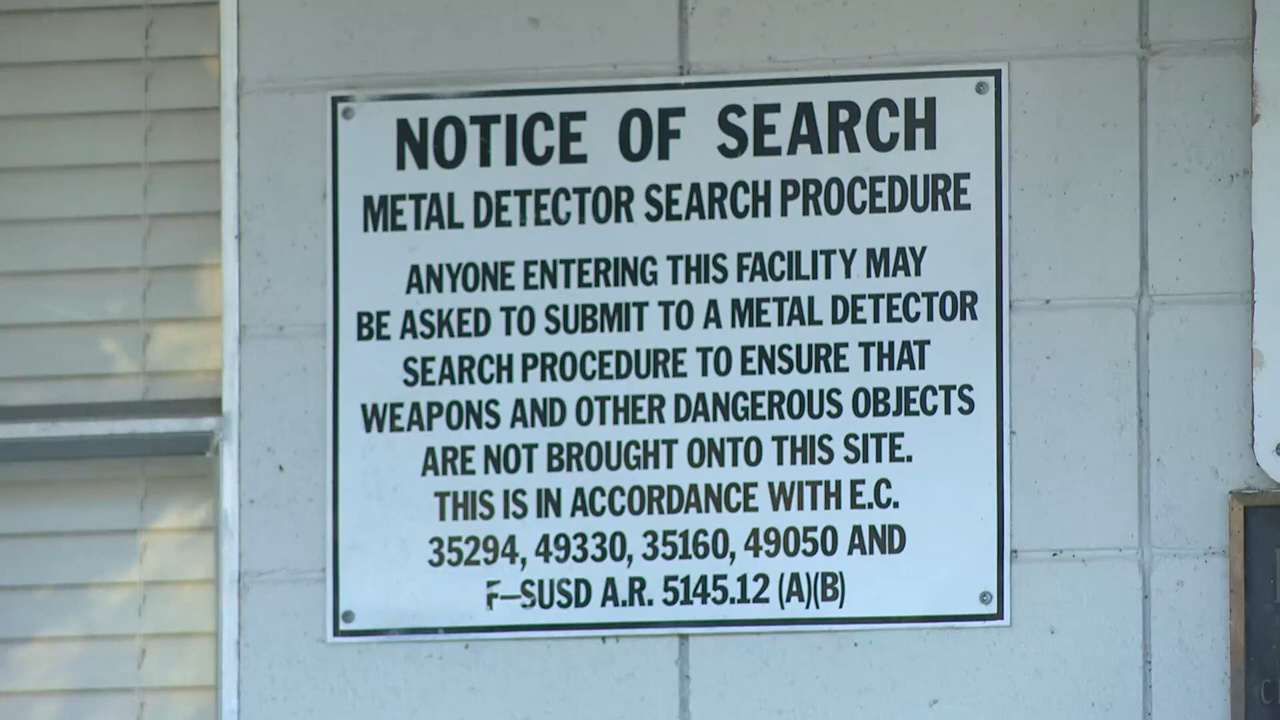 NOTICE OF SEARCH
METAL DETECTOR SEARCH PROCEDURE
ANYONE ENTERING THIS FACILITY MAY
BE ASKED TO SUBMIT TO A METAL DETECTOR
SEARCH PROCEDURE TO ENSURE THAT
WEAPONS AND OTHER DANGEROUS OBJECTS
ARE NOT BROUGHT ONTO THIS SITE.
THIS IS IN ACCORDANCE WITH E.C.
35294, 49330, 35160, 49050 AND
F-SUSD A.R. 5145.12 (A)(B)